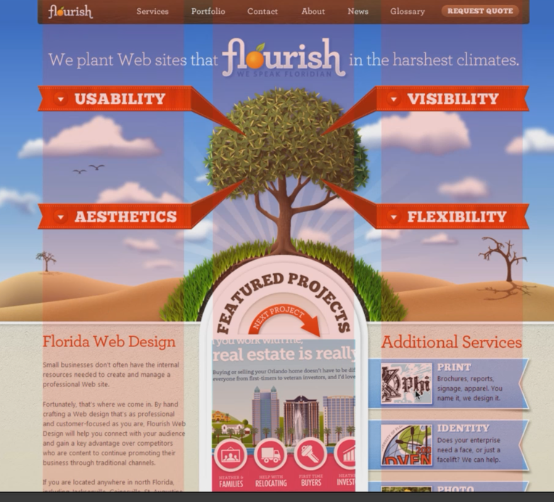 flourish Services Portfolio Contact About News Glossary REQUEST QUOTE
We plant Web sites that flourish in the harshest climates.
WE SPEAK FLORIDIAN
USABILITY VISIBILITY
AESTHETICS FLEXIBILITY
FEATURED PROJECTS
NEXT PROJECT
Florida Web Design
Small businesses don't often have the internal
resources needed to create and manage a
professional Web site.
Fortunately, that's where we come in. By hand
crafting a Web design that's as professional
and customer-focused as you are, Flourish Web
Design will help you connect with your audience
and gain a key advantage over competitors
who are content to continue promoting their
business through traditional channels.
If you are located anywhere in north Florida,
you work with me,
real estate is really
Buying or selling your Orlando home doesn't have to be dif
everyone from first doners to veteran investors, and I'd love
FAMILIES
HELP WITH
RELOCATING
FIRST TIME
BUYERS
INVEST
Additional Services
PRINT
Brochures, reports,
signage, apparel. You
name it, we design it.
Phi
IDENTITY
Does your enterprise
need a face, or just a
facelift? We can help.
OVEN
PHOTO